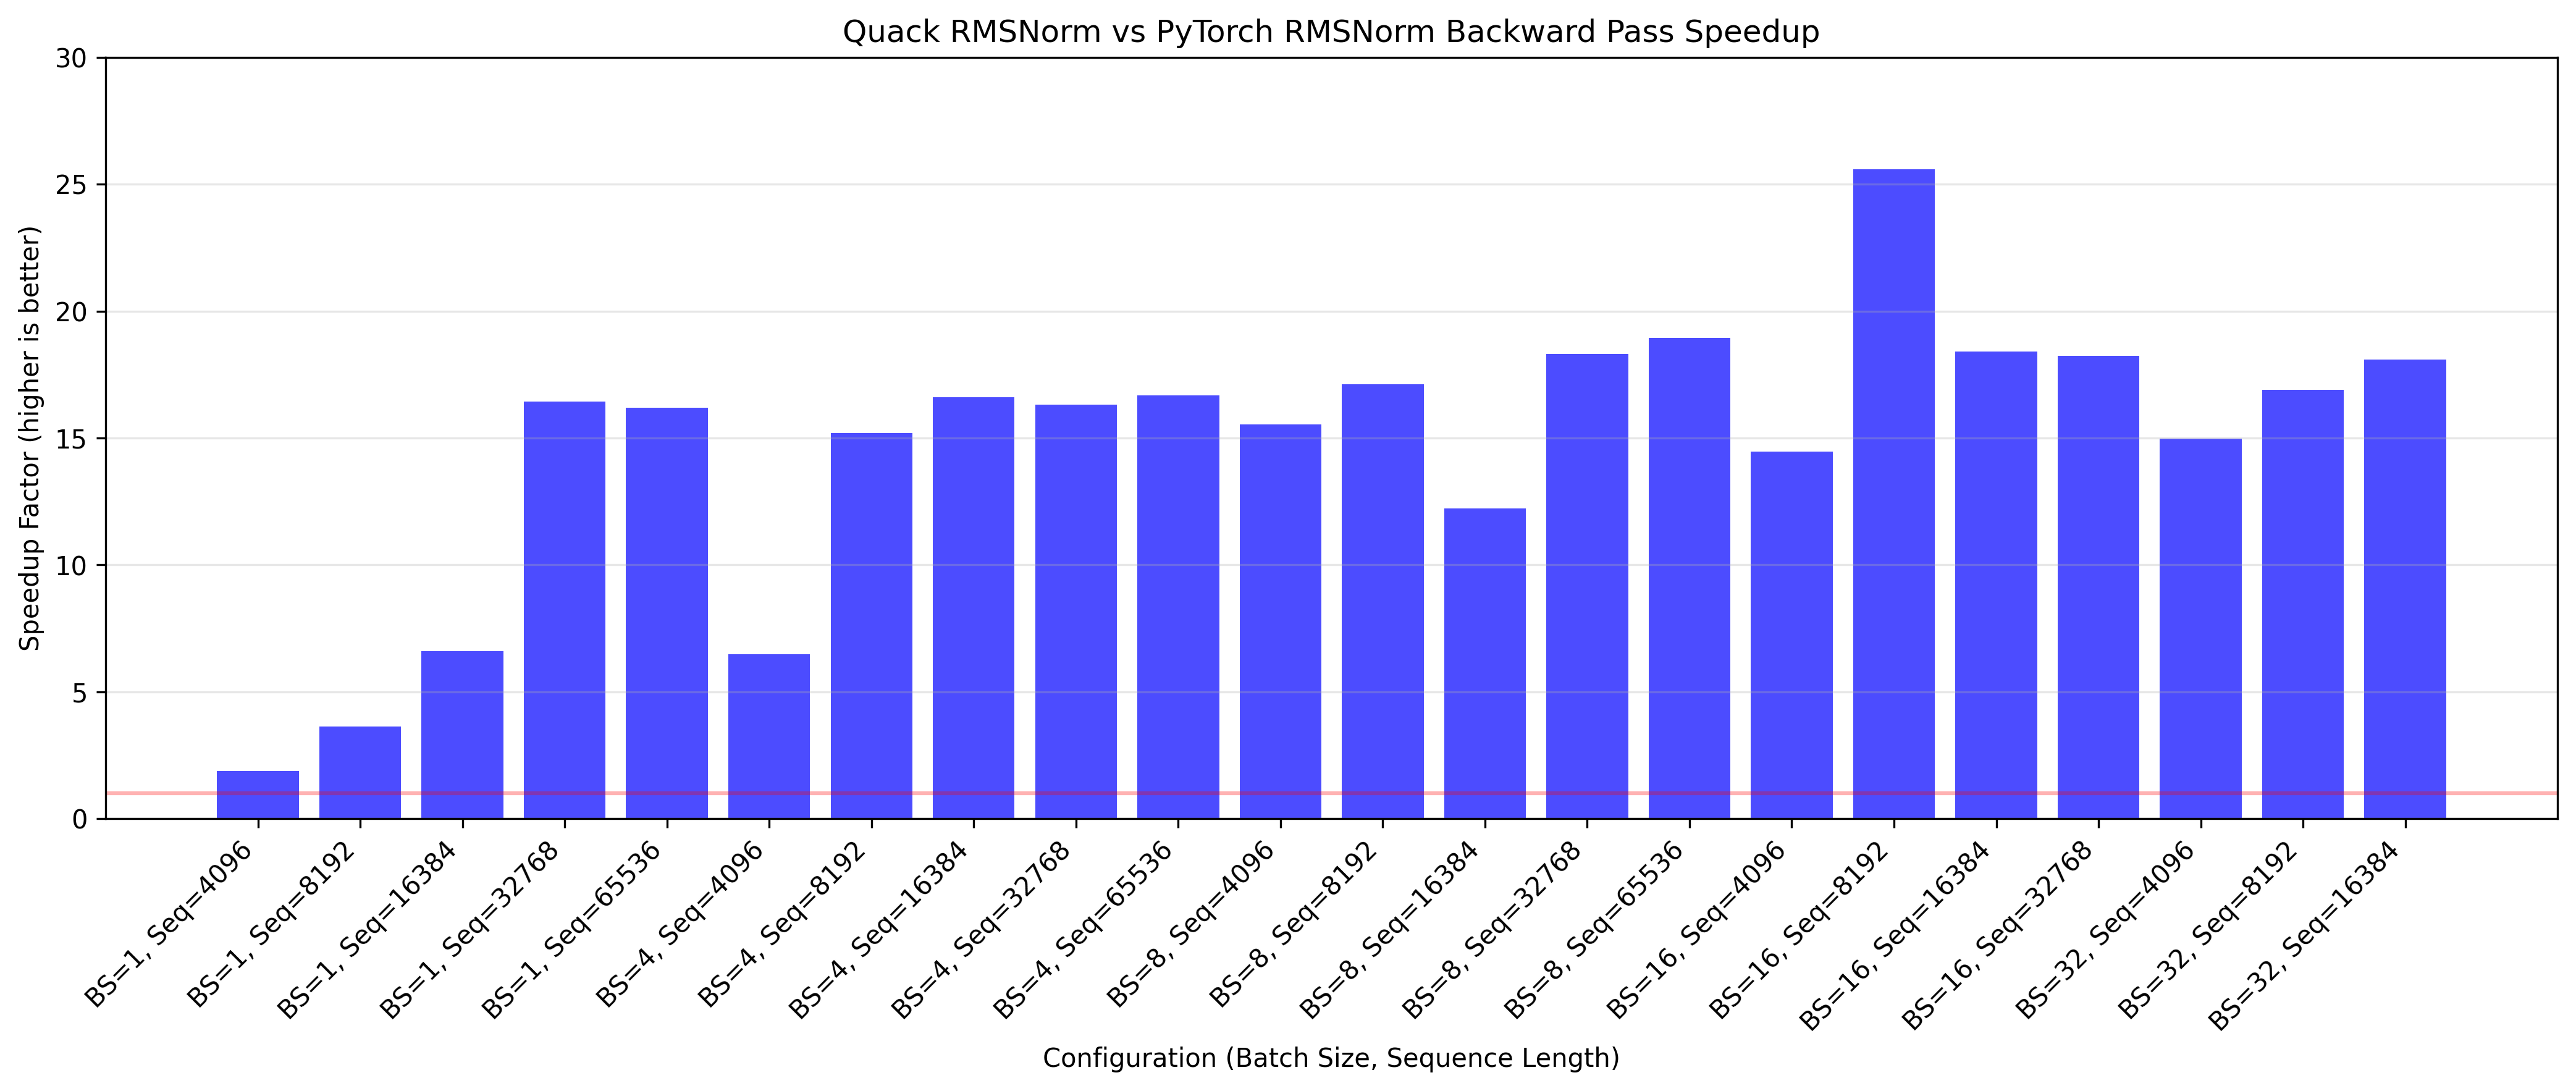 Quack RMSNorm vs PyTorch RMSNorm Backward Pass Speedup
Speedup Factor (higher is better)
30
25
20
15
10
5
0
BS=1, Seq=4096
BS=1, Seq=8192
BS=1, Seq=16384
BS=1, Seq=32768
BS=1, Seq=65536
BS=4, Seq=4096
BS=4, Seq=8192
BS=4, Seq=16384
BS=4, Seq=32768
BS=4, Seq=65536
BS=8, Seq=4096
BS=8, Seq=8192
BS=8, Seq=16384
BS=8, Seq=32768
BS=8, Seq=65536
BS=16, Seq=4096
BS=16, Seq=8192
BS=16, Seq=16384
BS=16, Seq=32768
BS=32, Seq=4096
BS=32, Seq=8192
BS=32, Seq=16384
Configuration (Batch Size, Sequence Length)